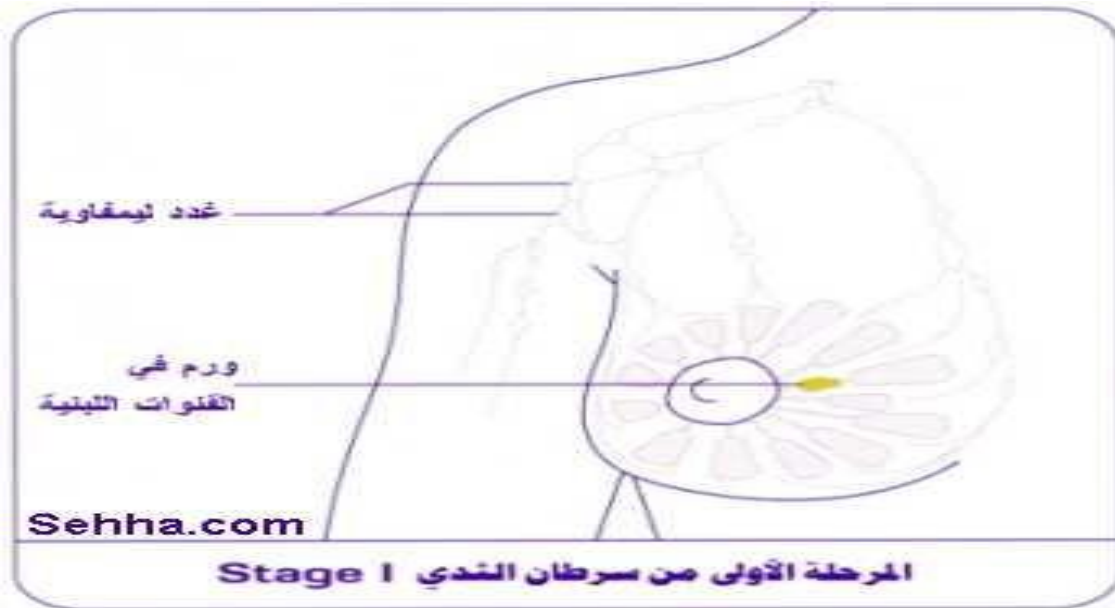 غدد ليمفاوية
ورم في
القنوات اللبنية
Sehha.com
المرحلة الأولى من سرطان الثدي Stage I